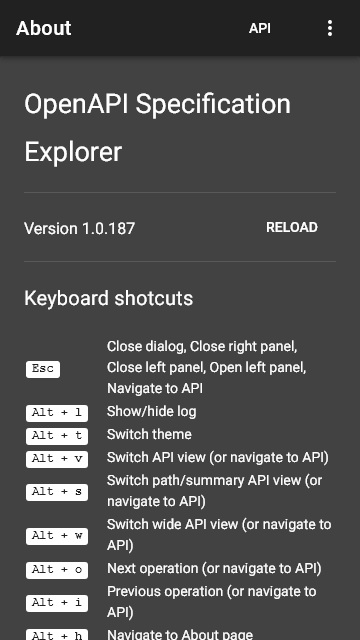 About
API
OpenAPI Specification
Explorer
Version 1.0.187
RELOAD
Keyboard shotcuts
Esc
Close dialog, Close right panel,
Close left panel, Open left panel,
Navigate to API
Alt + l Show/hide log
Alt + t Switch theme
Alt + v Switch API view (or navigate to API)
Alt + s
Switch path/summary API view (or
navigate to API)
Alt + w
Switch wide API view (or navigate to
API)
Alt + o Next operation (or navigate to API)
Alt + i
Previous operation (or navigate to
API)
Alt + h Navigate to About page